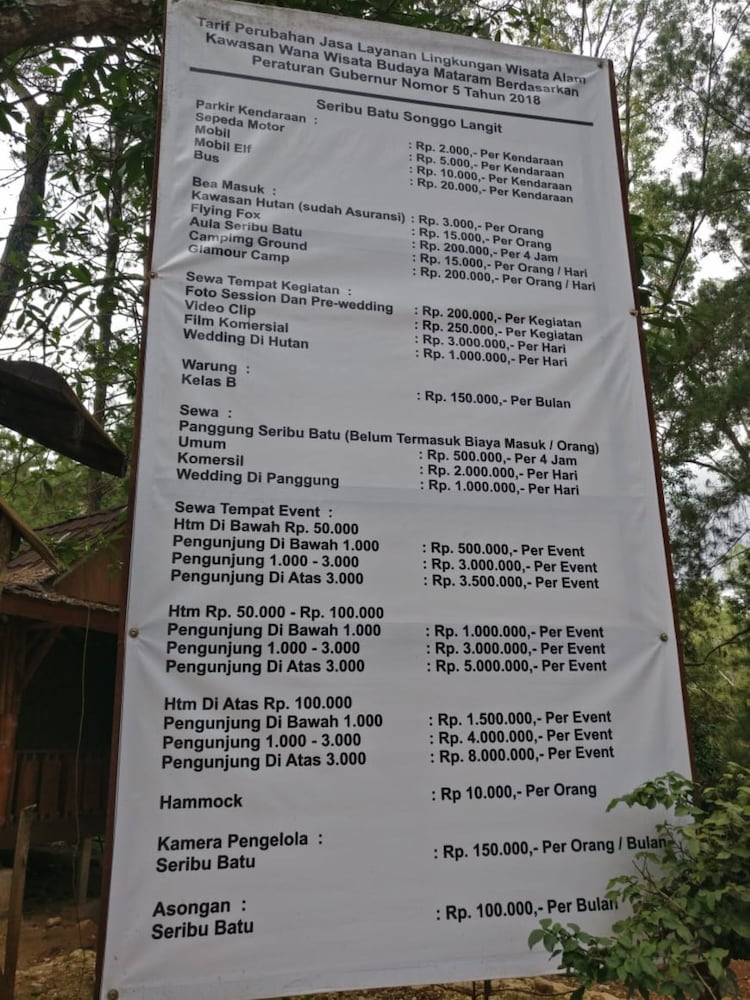 Tarif Perubahan Jasa Layanan Lingkungan Wisata Alam
Kawasan Wana Wisata Budaya Mataram Berdasarkan
Peraturan Gubernur Nomor 5 Tahun 2018
Seribu Batu Songgo Langit
Parkir Kendaraan :
Sepeda Motor : Rp. 2.000,- Per Kendaraan
Mobil : Rp. 5.000,- Per Kendaraan
Mobil Elf : Rp. 10.000,- Per Kendaraan
Bus : Rp. 20.000,- Per Kendaraan
Bea Masuk :
Kawasan Hutan (sudah Asuransi) : Rp. 3.000,- Per Orang
Flying Fox : Rp. 15.000,- Per Orang
Aula Seribu Batu : Rp. 200.000,- Per 4 Jam
Campimg Ground : Rp. 15.000,- Per Orang / Hari
Glamour Camp : Rp. 200.000,- Per Orang / Hari
Sewa Tempat Kegiatan :
Foto Session Dan Pre-wedding : Rp. 200.000,- Per Kegiatan
Video Clip : Rp. 250.000,- Per Kegiatan
Film Komersial : Rp. 3.000.000,- Per Hari
Wedding Di Hutan : Rp. 1.000.000,- Per Hari
Warung :
Kelas B : Rp. 150.000,- Per Bulan
Sewa :
Panggung Seribu Batu (Belum Termasuk Biaya Masuk / Orang)
Umum : Rp. 500.000,- Per 4 Jam
Komersil : Rp. 2.000.000,- Per Hari
Wedding Di Panggung : Rp. 1.000.000,- Per Hari
Sewa Tempat Event :
Htm Di Bawah Rp. 50.000
Pengunjung Di Bawah 1.000 : Rp. 500.000,- Per Event
Pengunjung 1.000 - 3.000 : Rp. 3.000.000,- Per Event
Pengunjung Di Atas 3.000 : Rp. 3.500.000,- Per Event
Htm Rp. 50.000 - Rp. 100.000
Pengunjung Di Bawah 1.000 : Rp. 1.000.000,- Per Event
Pengunjung 1.000 - 3.000 : Rp. 3.000.000,- Per Event
Pengunjung Di Atas 3.000 : Rp. 5.000.000,- Per Event
Htm Di Atas Rp. 100.000
Pengunjung Di Bawah 1.000 : Rp. 1.500.000,- Per Event
Pengunjung 1.000 - 3.000 : Rp. 4.000.000,- Per Event
Pengunjung Di Atas 3.000 : Rp. 8.000.000,- Per Event
Hammock : Rp 10.000,- Per Orang
Kamera Pengelola :
Seribu Batu : Rp. 150.000,- Per Orang / Bulan
Asongan :
Seribu Batu : Rp. 100.000,- Per Bulan